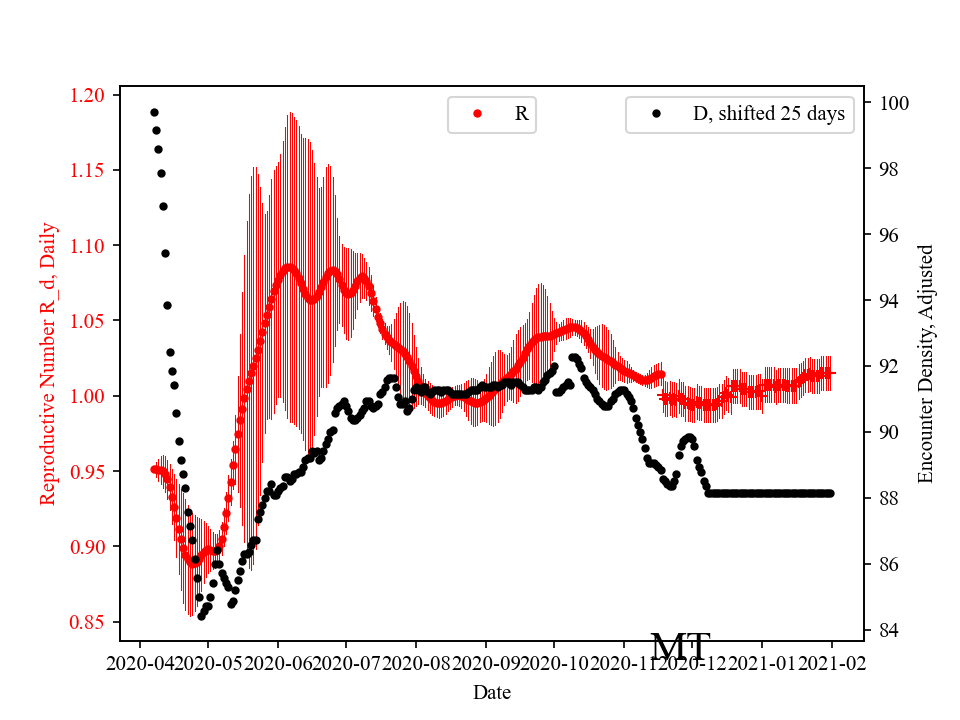 R
D, shifted 25 days
Reproductive Number R_d, Daily
1.20
1.15
1.10
1.05
1.00
0.95
0.90
0.85
100
98
96
94
92
90
88
86
84
Encounter Density, Adjusted
MT
2020-04 2020-05 2020-06 2020-07 2020-08 2020-09 2020-10 2020-11 2020-12 2021-01 2021-02
Date